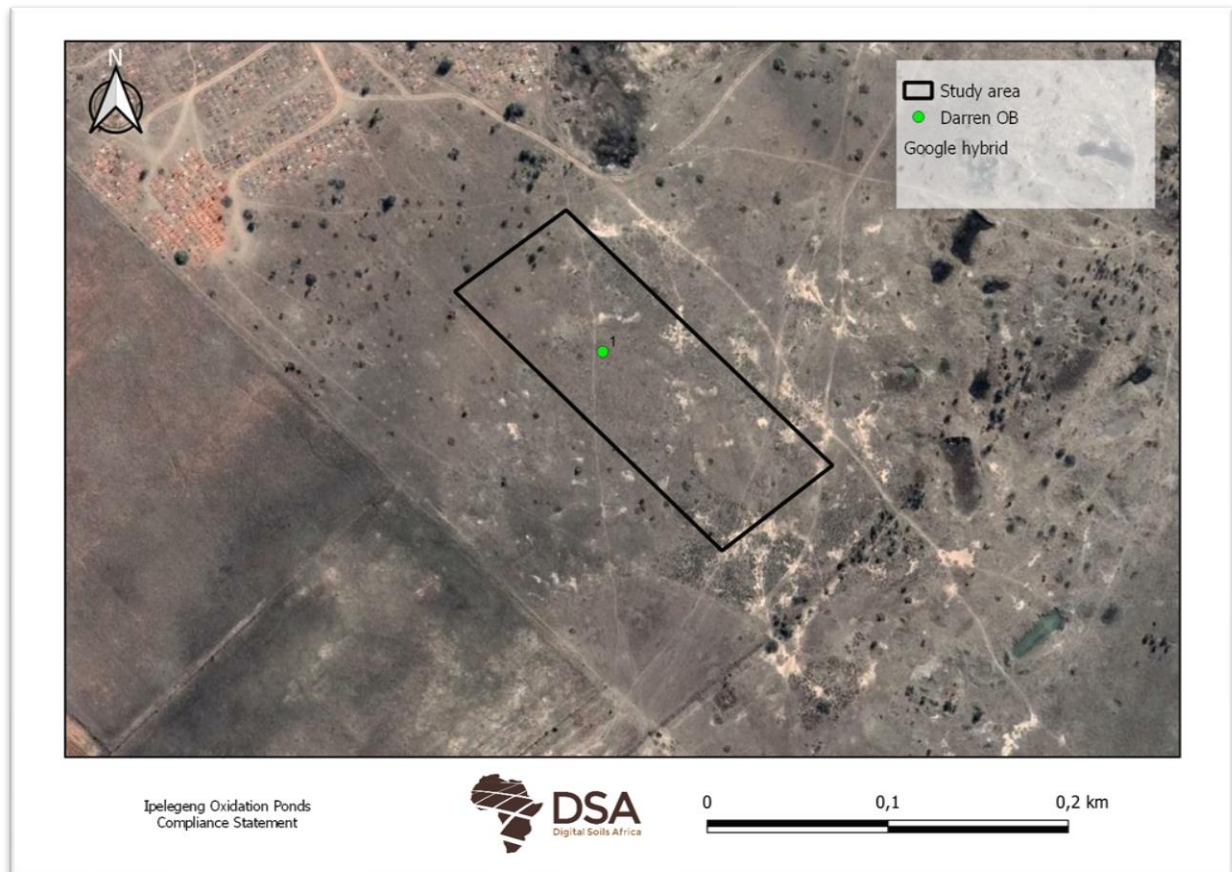 N
Study area
Darren OB
Google hybrid
1
Ipelegeng Oxidation Ponds
Compliance Statement
DSA
Digital Soils Africa
0 0,1 0,2 km